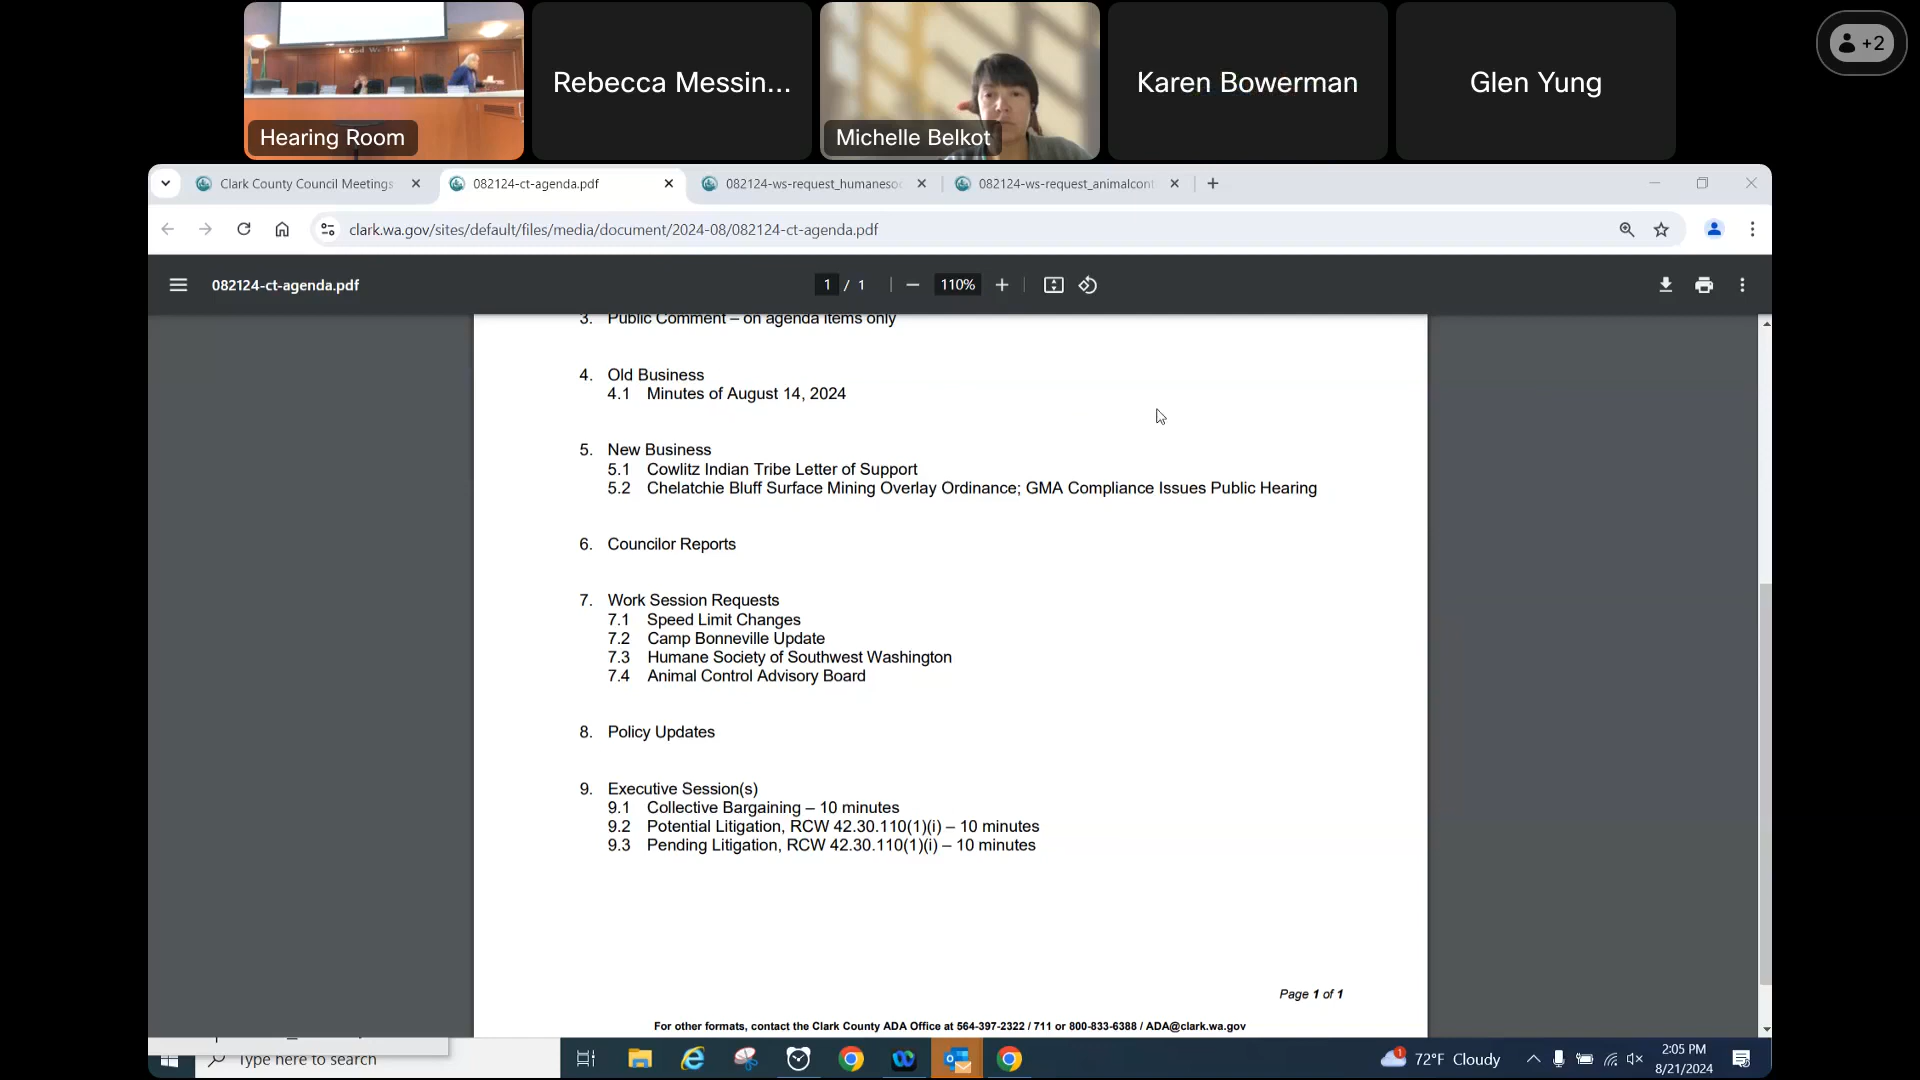 In God We Trust
Hearing Room
Rebecca Messin...
Michelle Belkot
Karen Bowerman
Glen Yung
+2
Clark County Council Meetings
082124-ct-agenda.pdf
082124-ws-request_humanesoc
082124-ws-request_animalcont
clark.wa.gov/sites/default/files/media/document/2024-08/082124-ct-agenda.pdf
082124-ct-agenda.pdf
1 / 1
110%
3. Public Comment – on agenda items only
4. Old Business
4.1 Minutes of August 14, 2024
5. New Business
5.1 Cowlitz Indian Tribe Letter of Support
5.2 Chelatchie Bluff Surface Mining Overlay Ordinance; GMA Compliance Issues Public Hearing
6. Councilor Reports
7. Work Session Requests
7.1 Speed Limit Changes
7.2 Camp Bonneville Update
7.3 Humane Society of Southwest Washington
7.4 Animal Control Advisory Board
8. Policy Updates
9. Executive Session(s)
9.1 Collective Bargaining – 10 minutes
9.2 Potential Litigation, RCW 42.30.110(1)(i) – 10 minutes
9.3 Pending Litigation, RCW 42.30.110(1)(i) – 10 minutes
Page 1 of 1
For other formats, contact the Clark County ADA Office at 564-397-2322 / 711 or 800-833-6388 / ADA@clark.wa.gov
Type here to search
1
72°F Cloudy
2:05 PM
8/21/2024